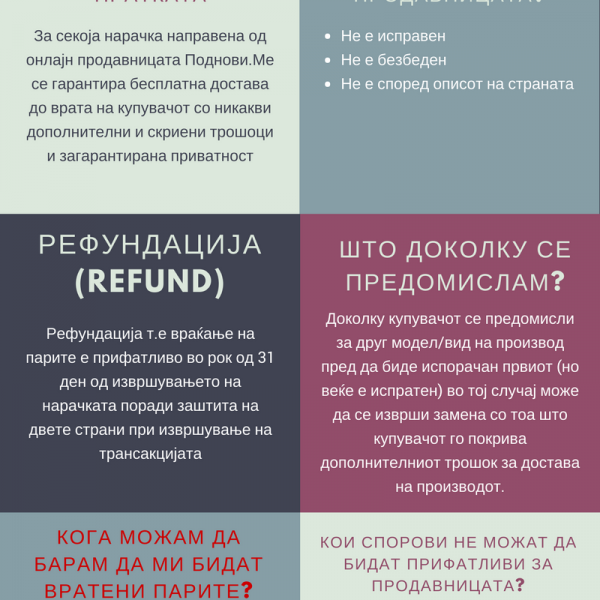 За секоја нарачка направена од
онлајн продавницата Поднови.Ме
се гарантира бесплатна достава
до врата на купувачот со никакви
дополнителни и скриени трошоци
и загарантирана приватност
Не е исправен
Не е безбеден
Не е според описот на страната
РЕФУНДАЦИЈА
(REFUND)
Рефундација т.е враќање на
парите е прифатливо во рок од 31
ден од извршувањето на
нарачката поради заштита на
двете страни при извршување на
трансакцијата
ШТО ДОКОЛКУ СЕ
ПРЕДОМИСЛАМ?
Доколку купувачот се предомисли
за друг модел/вид на производ
пред да биде испорачан првиот (но
веќе е испратен) во тој случај може
да се изврши замена со тоа што
купувачот го покрива
дополнителниот трошок за достава
на производот.
КОГА МОЖАМ ДА
БАРАМ ДА МИ БИДАТ
ВРАТЕНИ ПАРИТЕ?
КОИ СПОРОВИ НЕ МОЖАТ ДА
БИДАТ ПРИФАТЛИВИ ЗА
ПРОДАВНИЦАТА?